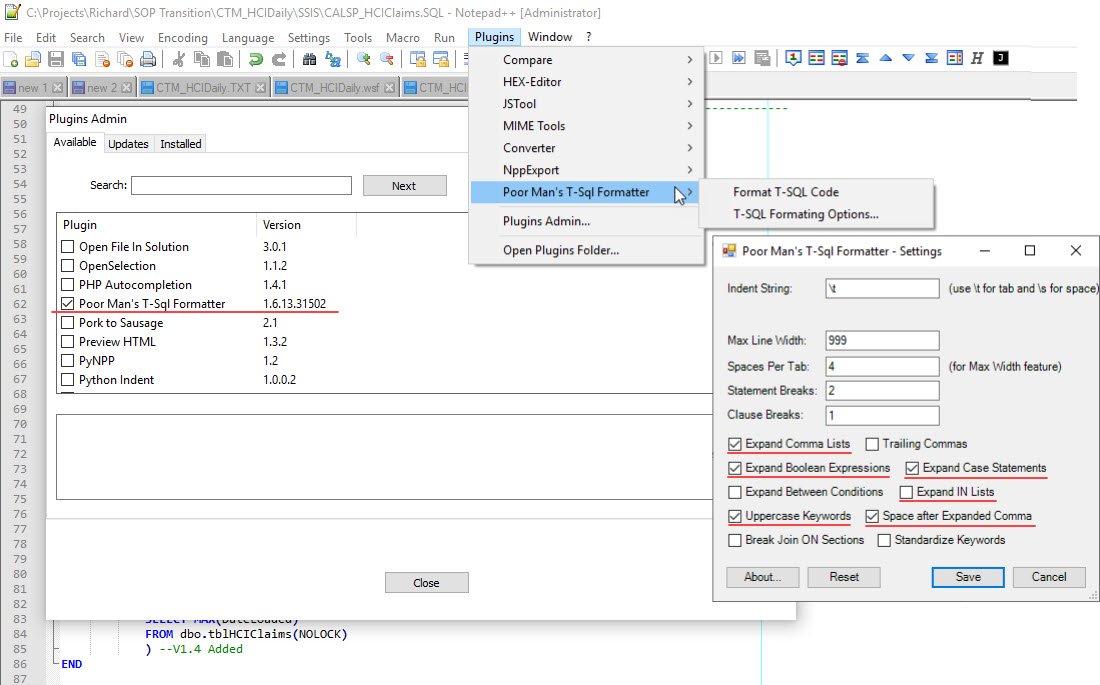 C:\Projects\Richard\SOP Transition\CTM_HCIDaily\SSIS\CALSP_HCIClaims.SQL - Notepad++ [Administrator]
File Edit Search View Encoding Language Settings Tools Macro Run Plugins Window ?
new 1 new 2 CTM_HCIDaily.TXT CTM_HCIDaily.wsf CTM_HCI
Compare
HEX-Editor
JSTool
MIME Tools
Converter
NppExport
Poor Man's T-Sql Formatter
Plugins Admin...
Open Plugins Folder...
Format T-SQL Code
T-SQL Formating Options...
Plugins Admin
Available Updates Installed
Search: Next
Plugin Version
Open File In Solution 3.0.1
OpenSelection 1.1.2
PHP Autocompletion 1.4.1
Poor Man's T-Sql Formatter 1.6.13.31502
Pork to Sausage 2.1
Preview HTML 1.3.2
PyNPP 1.2
Python Indent 1.0.0.2
Close
Poor Man's T-Sql Formatter - Settings
Indent String: \t (use \t for tab and \s for space)
Max Line Width: 999
Spaces Per Tab: 4 (for Max Width feature)
Statement Breaks: 2
Clause Breaks: 1
Expand Comma Lists Trailing Commas
Expand Boolean Expressions Expand Case Statements
Expand Between Conditions Expand IN Lists
Uppercase Keywords Space after Expanded Comma
Break Join ON Sections Standardize Keywords
About... Reset Save Cancel
49
50
51
52
53
54
55
56
57
58
59
60
61
62
63
64
65
66
67
68
69
70
71
72
73
74
75
76
77
78
79
80
81
82
83 SELECT MAX(DateLoaded)
84 FROM dbo.tblHCIClaims(NOLOCK)
85 ) --V1.4 Added
86 END
87